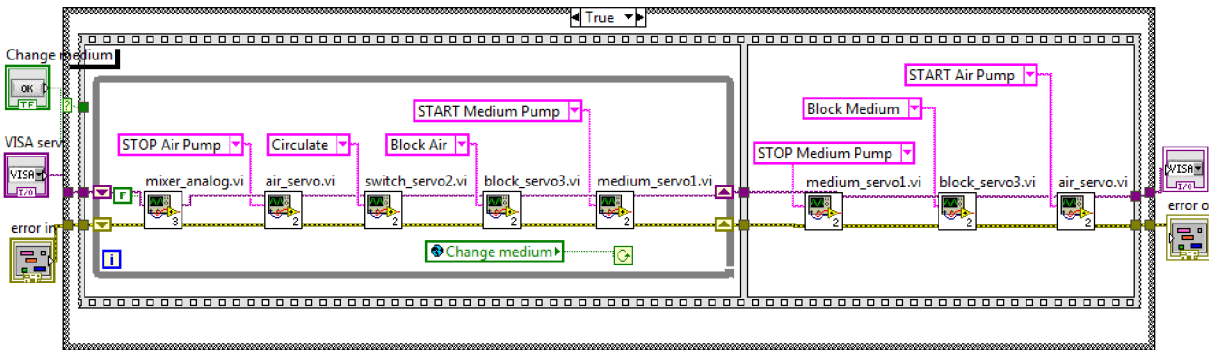 True
Change medium
OK
TF
VISA serv
VISA
I/O
error in
?
START Medium Pump
STOP Air Pump
Circulate
Block Air
mixer_analog.vi
air_servo.vi
switch_servo2.vi
block_servo3.vi
medium_servo1.vi
F
3
2
2
2
2
Change medium
i
START Air Pump
Block Medium
STOP Medium Pump
medium_servo1.vi
block_servo3.vi
air_servo.vi
2
2
2
VISA
I/O
error o